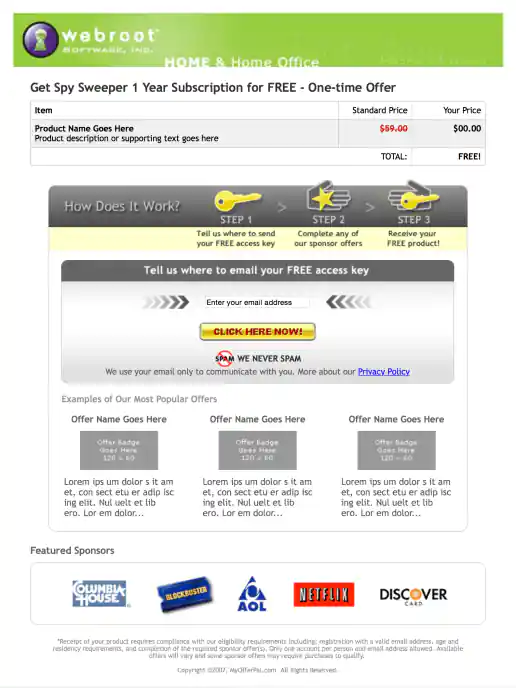 webroot
SOFTWARE, INC.
HOME & Home Office
Get Spy Sweeper 1 Year Subscription for FREE - One-time Offer
Item Standard Price Your Price
Product Name Goes Here $59.00 $00.00
Product description or supporting text goes here
TOTAL: FREE!
How Does It Work? > >
STEP 1 STEP 2 STEP 3
Tell us where to send Complete any of Receive your
your FREE access key our sponsor offers FREE product!
Tell us where to email your FREE access key
Enter your email address
CLICK HERE NOW!
SPAM WE NEVER SPAM
We use your email only to communicate with you. More about our Privacy Policy
Examples of Our Most Popular Offers
Offer Name Goes Here Offer Name Goes Here Offer Name Goes Here
Offer Badge Offer Badge Offer Badge
Goes Here Goes Here Goes Here
120 x 60 120 x 60 120 x 60
Lorem ips um dolor s it am Lorem ips um dolor s it am Lorem ips um dolor s it am
et, con sect etu er adip isc et, con sect etu er adip isc et, con sect etu er adip isc
ing elit. Nul uelt et lib ing elit. Nul uelt et lib ing elit. Nul uelt et lib
ero. Lor em dolor... ero. Lor em dolor... ero. Lor em dolor...
Featured Sponsors
COLUMBIA HOUSE BLOCKBUSTER AOL NETFLIX DISCOVER CARD
*Receipt of your product requires compliance with our eligibility requirements including: registration with a valid email address, age and
residency requirements, and completion of the required sponsor offer(s). Only one account per person and email address allowed. Available
offers will vary and some sponsor offers may require purchases to qualify.
Copyright ©2007, MyOfferPal.com All Rights Reserved.